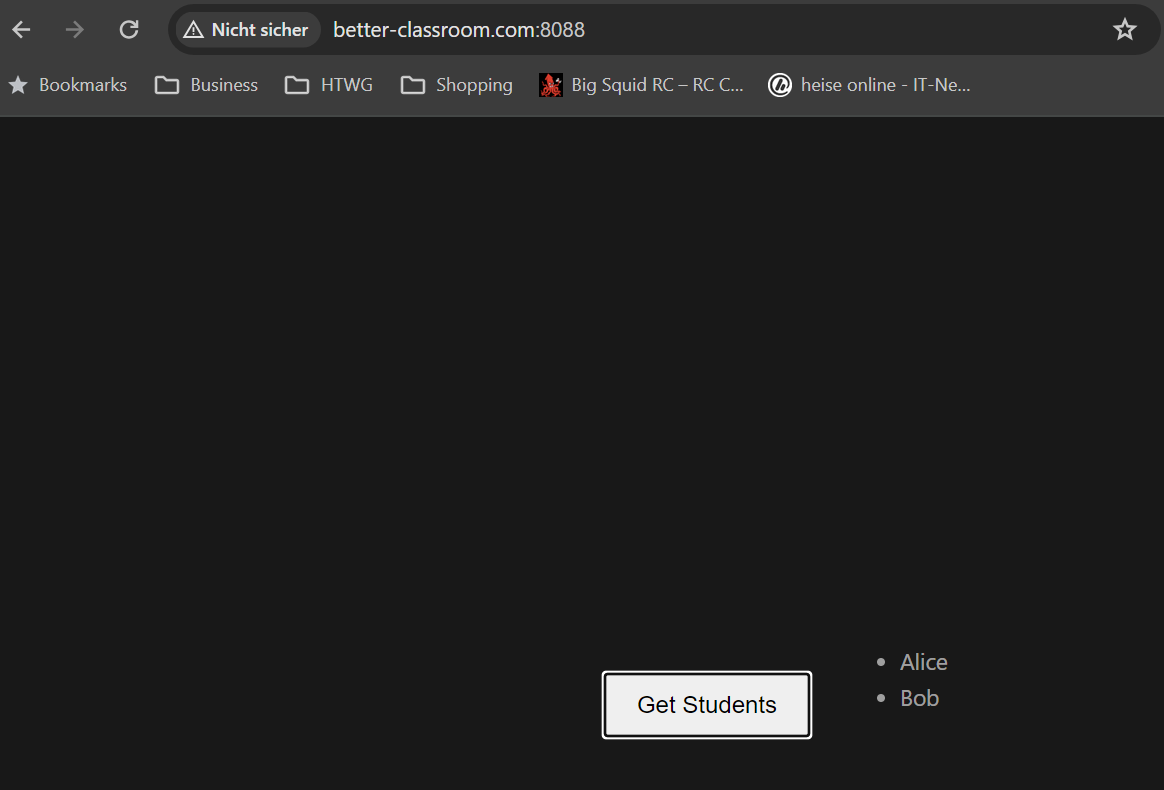 Nicht sicher better-classroom.com:8088
Bookmarks Business HTWG Shopping Big Squid RC – RC C... heise online - IT-Ne...
Alice
Get Students
Bob